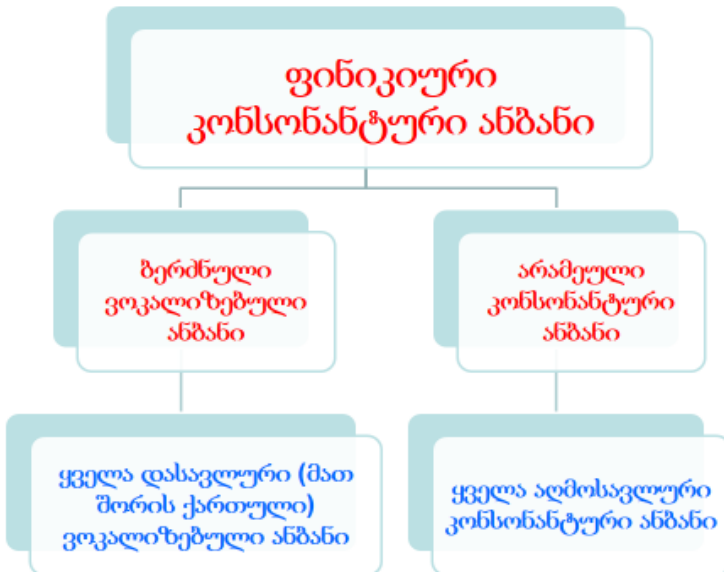 ფინიკიური
კონსონანტური ანბანი
ბერძნული
ვოკალიზებული
ანბანი
არამეული
კონსონანტური
ანბანი
ყველა დასავლური (მათ
შორის ქართული)
ვოკალიზებული ანბანი
ყველა აღმოსავლური
კონსონანტური ანბანი